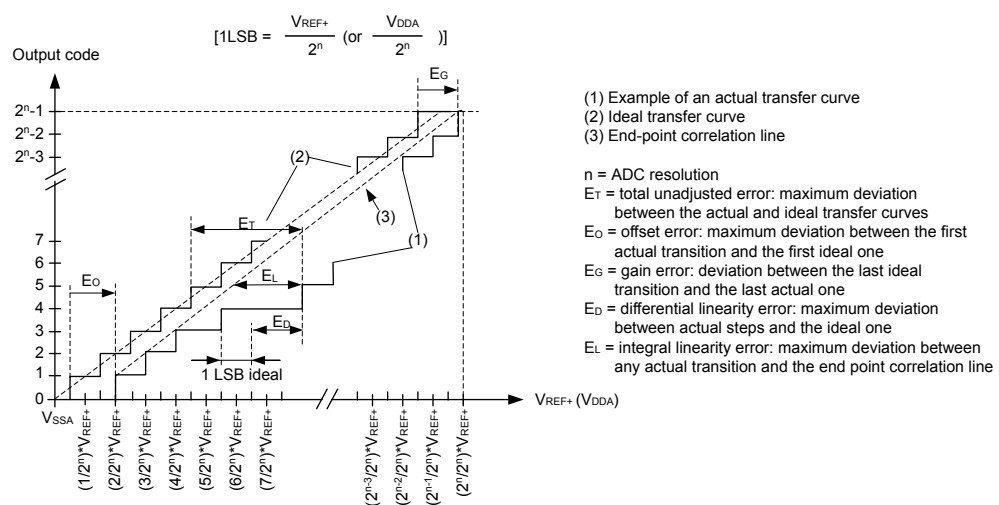 [1LSB = VREF+ / 2ⁿ (or VDDA / 2ⁿ )]
Output code
EG
2ⁿ-1
2ⁿ-2
2ⁿ-3
(2)
(3)
ET
7
(1)
6
EO
EL
5
4
ED
3
2
1 LSB ideal
1
0
VSSA
VREF+ (VDDA)
(1/2ⁿ)*VREF+
(2/2ⁿ)*VREF+
(3/2ⁿ)*VREF+
(4/2ⁿ)*VREF+
(5/2ⁿ)*VREF+
(6/2ⁿ)*VREF+
(7/2ⁿ)*VREF+
(2ⁿ⁻³/2ⁿ)*VREF+
(2ⁿ⁻²/2ⁿ)*VREF+
(2ⁿ⁻¹/2ⁿ)*VREF+
(2ⁿ/2ⁿ)*VREF+
(1) Example of an actual transfer curve
(2) Ideal transfer curve
(3) End-point correlation line
n = ADC resolution
ET = total unadjusted error: maximum deviation
between the actual and ideal transfer curves
EO = offset error: maximum deviation between the first
actual transition and the first ideal one
EG = gain error: deviation between the last ideal
transition and the last actual one
ED = differential linearity error: maximum deviation
between actual steps and the ideal one
EL = integral linearity error: maximum deviation between
any actual transition and the end point correlation line